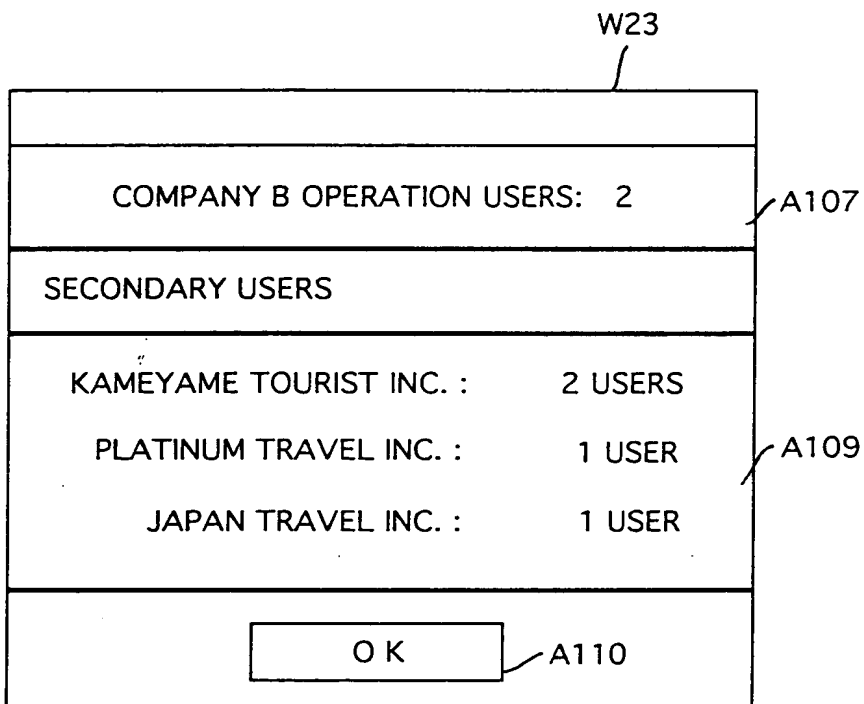 W23
COMPANY B OPERATION USERS: 2
A107
SECONDARY USERS
KAMEYAME TOURIST INC. : 2 USERS
PLATINUM TRAVEL INC. : 1 USER
A109
JAPAN TRAVEL INC. : 1 USER
OK
A110